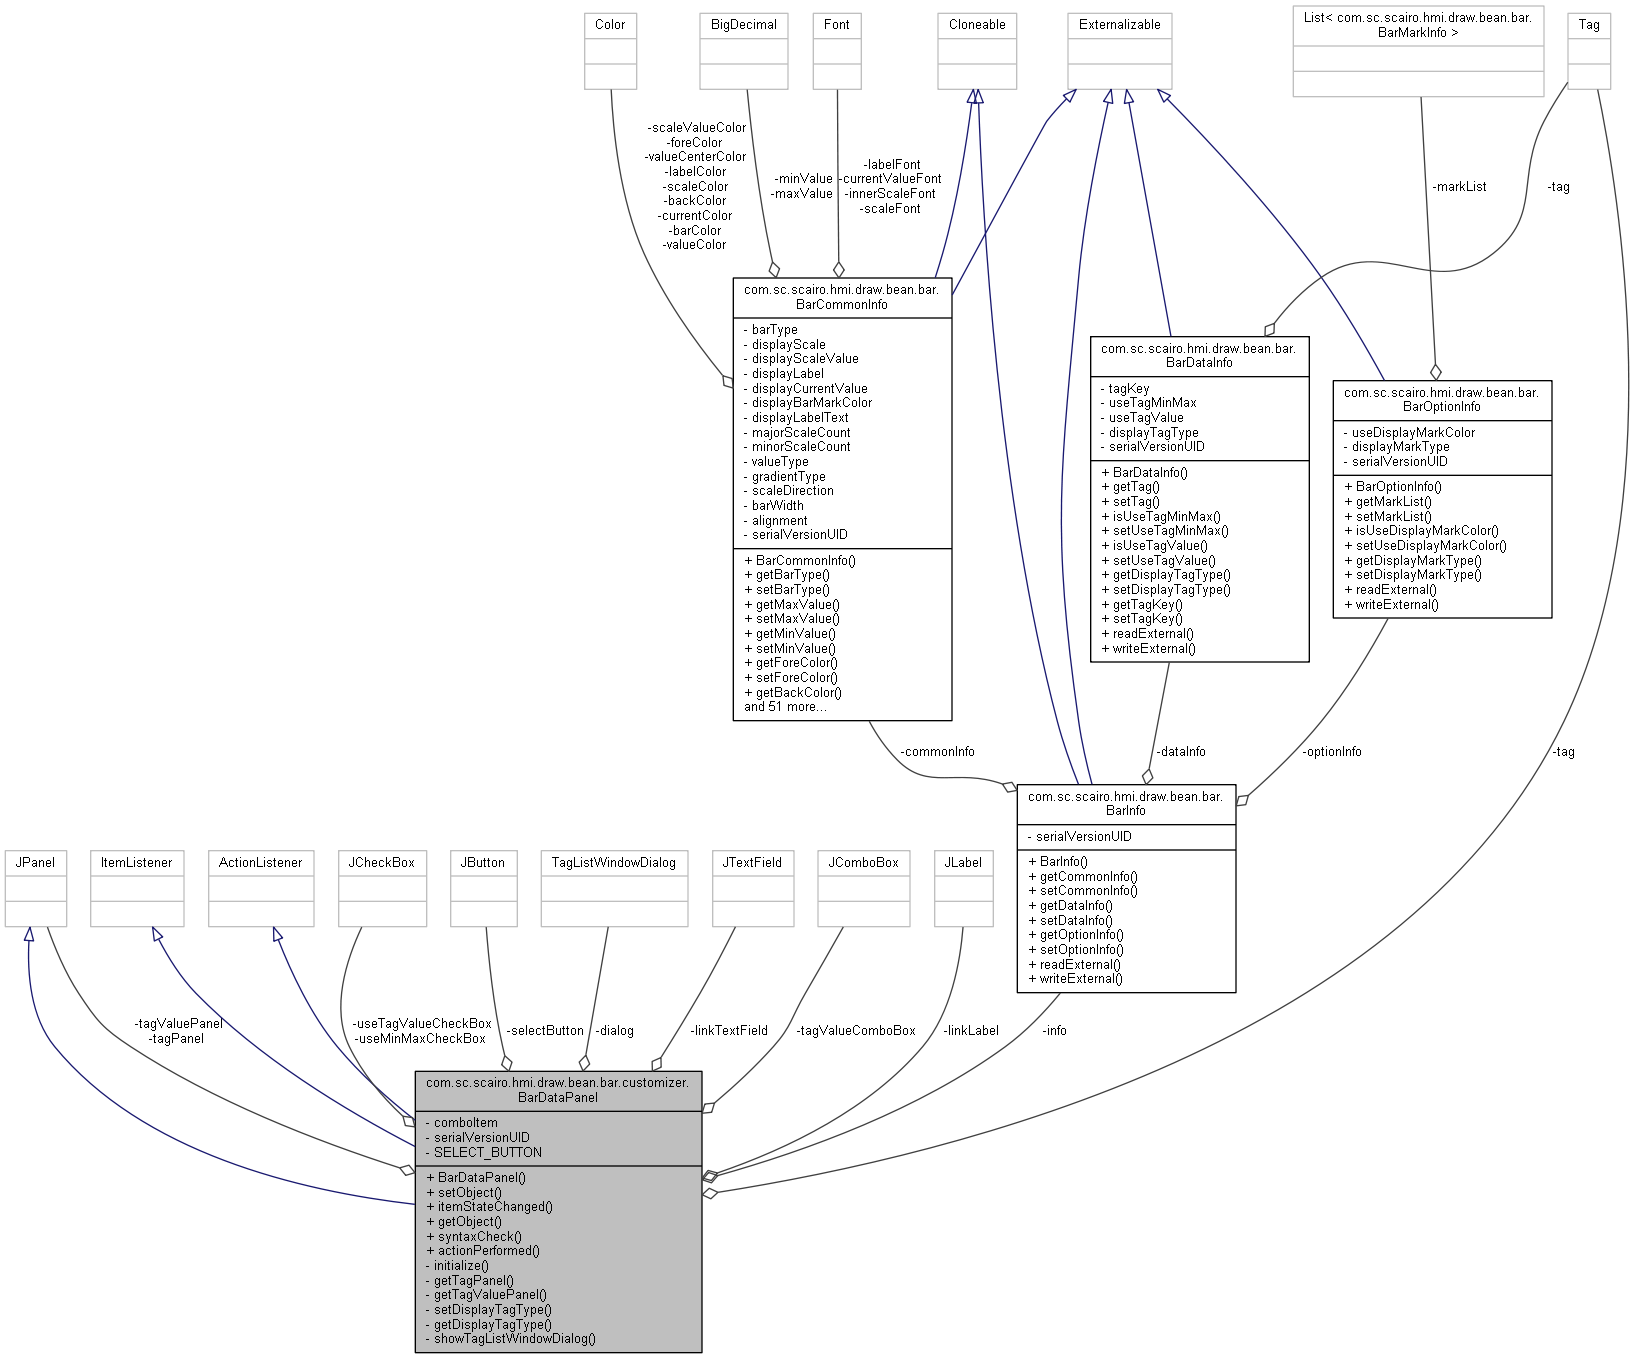 Color
BigDecimal
Font
Cloneable
Externalizable
List< com.sc.scairo.hmi.draw.bean.bar.
BarMarkInfo >
Tag
-scaleValueColor
-foreColor
-valueCenterColor
-labelColor
-scaleColor
-backColor
-currentColor
-barColor
-valueColor
-minValue
-maxValue
-labelFont
-currentValueFont
-innerScaleFont
-scaleFont
-markList
-tag
com.sc.scairo.hmi.draw.bean.bar.
BarCommonInfo
- barType
- displayScale
- displayScaleValue
- displayLabel
- displayCurrentValue
- displayBarMarkColor
- displayLabelText
- majorScaleCount
- minorScaleCount
- valueType
- gradientType
- scaleDirection
- barWidth
- alignment
- serialVersionUID
+ BarCommonInfo()
+ getBarType()
+ setBarType()
+ getMaxValue()
+ setMaxValue()
+ getMinValue()
+ setMinValue()
+ getForeColor()
+ setForeColor()
+ getBackColor()
and 51 more...
com.sc.scairo.hmi.draw.bean.bar.
BarDataInfo
- tagKey
- useTagMinMax
- useTagValue
- displayTagType
- serialVersionUID
+ BarDataInfo()
+ getTag()
+ setTag()
+ isUseTagMinMax()
+ setUseTagMinMax()
+ isUseTagValue()
+ setUseTagValue()
+ getDisplayTagType()
+ setDisplayTagType()
+ getTagKey()
+ setTagKey()
+ readExternal()
+ writeExternal()
com.sc.scairo.hmi.draw.bean.bar.
BarOptionInfo
- useDisplayMarkColor
- displayMarkType
- serialVersionUID
+ BarOptionInfo()
+ getMarkList()
+ setMarkList()
+ isUseDisplayMarkColor()
+ setUseDisplayMarkColor()
+ getDisplayMarkType()
+ setDisplayMarkType()
+ readExternal()
+ writeExternal()
-commonInfo
-dataInfo
-optionInfo
-tag
com.sc.scairo.hmi.draw.bean.bar.
BarInfo
- serialVersionUID
+ BarInfo()
+ getCommonInfo()
+ setCommonInfo()
+ getDataInfo()
+ setDataInfo()
+ getOptionInfo()
+ setOptionInfo()
+ readExternal()
+ writeExternal()
JPanel
ItemListener
ActionListener
JCheckBox
JButton
TagListWindowDialog
JTextField
JComboBox
JLabel
-tagValuePanel
-tagPanel
-useTagValueCheckBox
-useMinMaxCheckBox
-selectButton
-dialog
-linkTextField
-tagValueComboBox
-linkLabel
-info
com.sc.scairo.hmi.draw.bean.bar.customizer.
BarDataPanel
- comboItem
- serialVersionUID
- SELECT_BUTTON
+ BarDataPanel()
+ setObject()
+ itemStateChanged()
+ getObject()
+ syntaxCheck()
+ actionPerformed()
- initialize()
- getTagPanel()
- getTagValuePanel()
- setDisplayTagType()
- getDisplayTagType()
- showTagListWindowDialog()